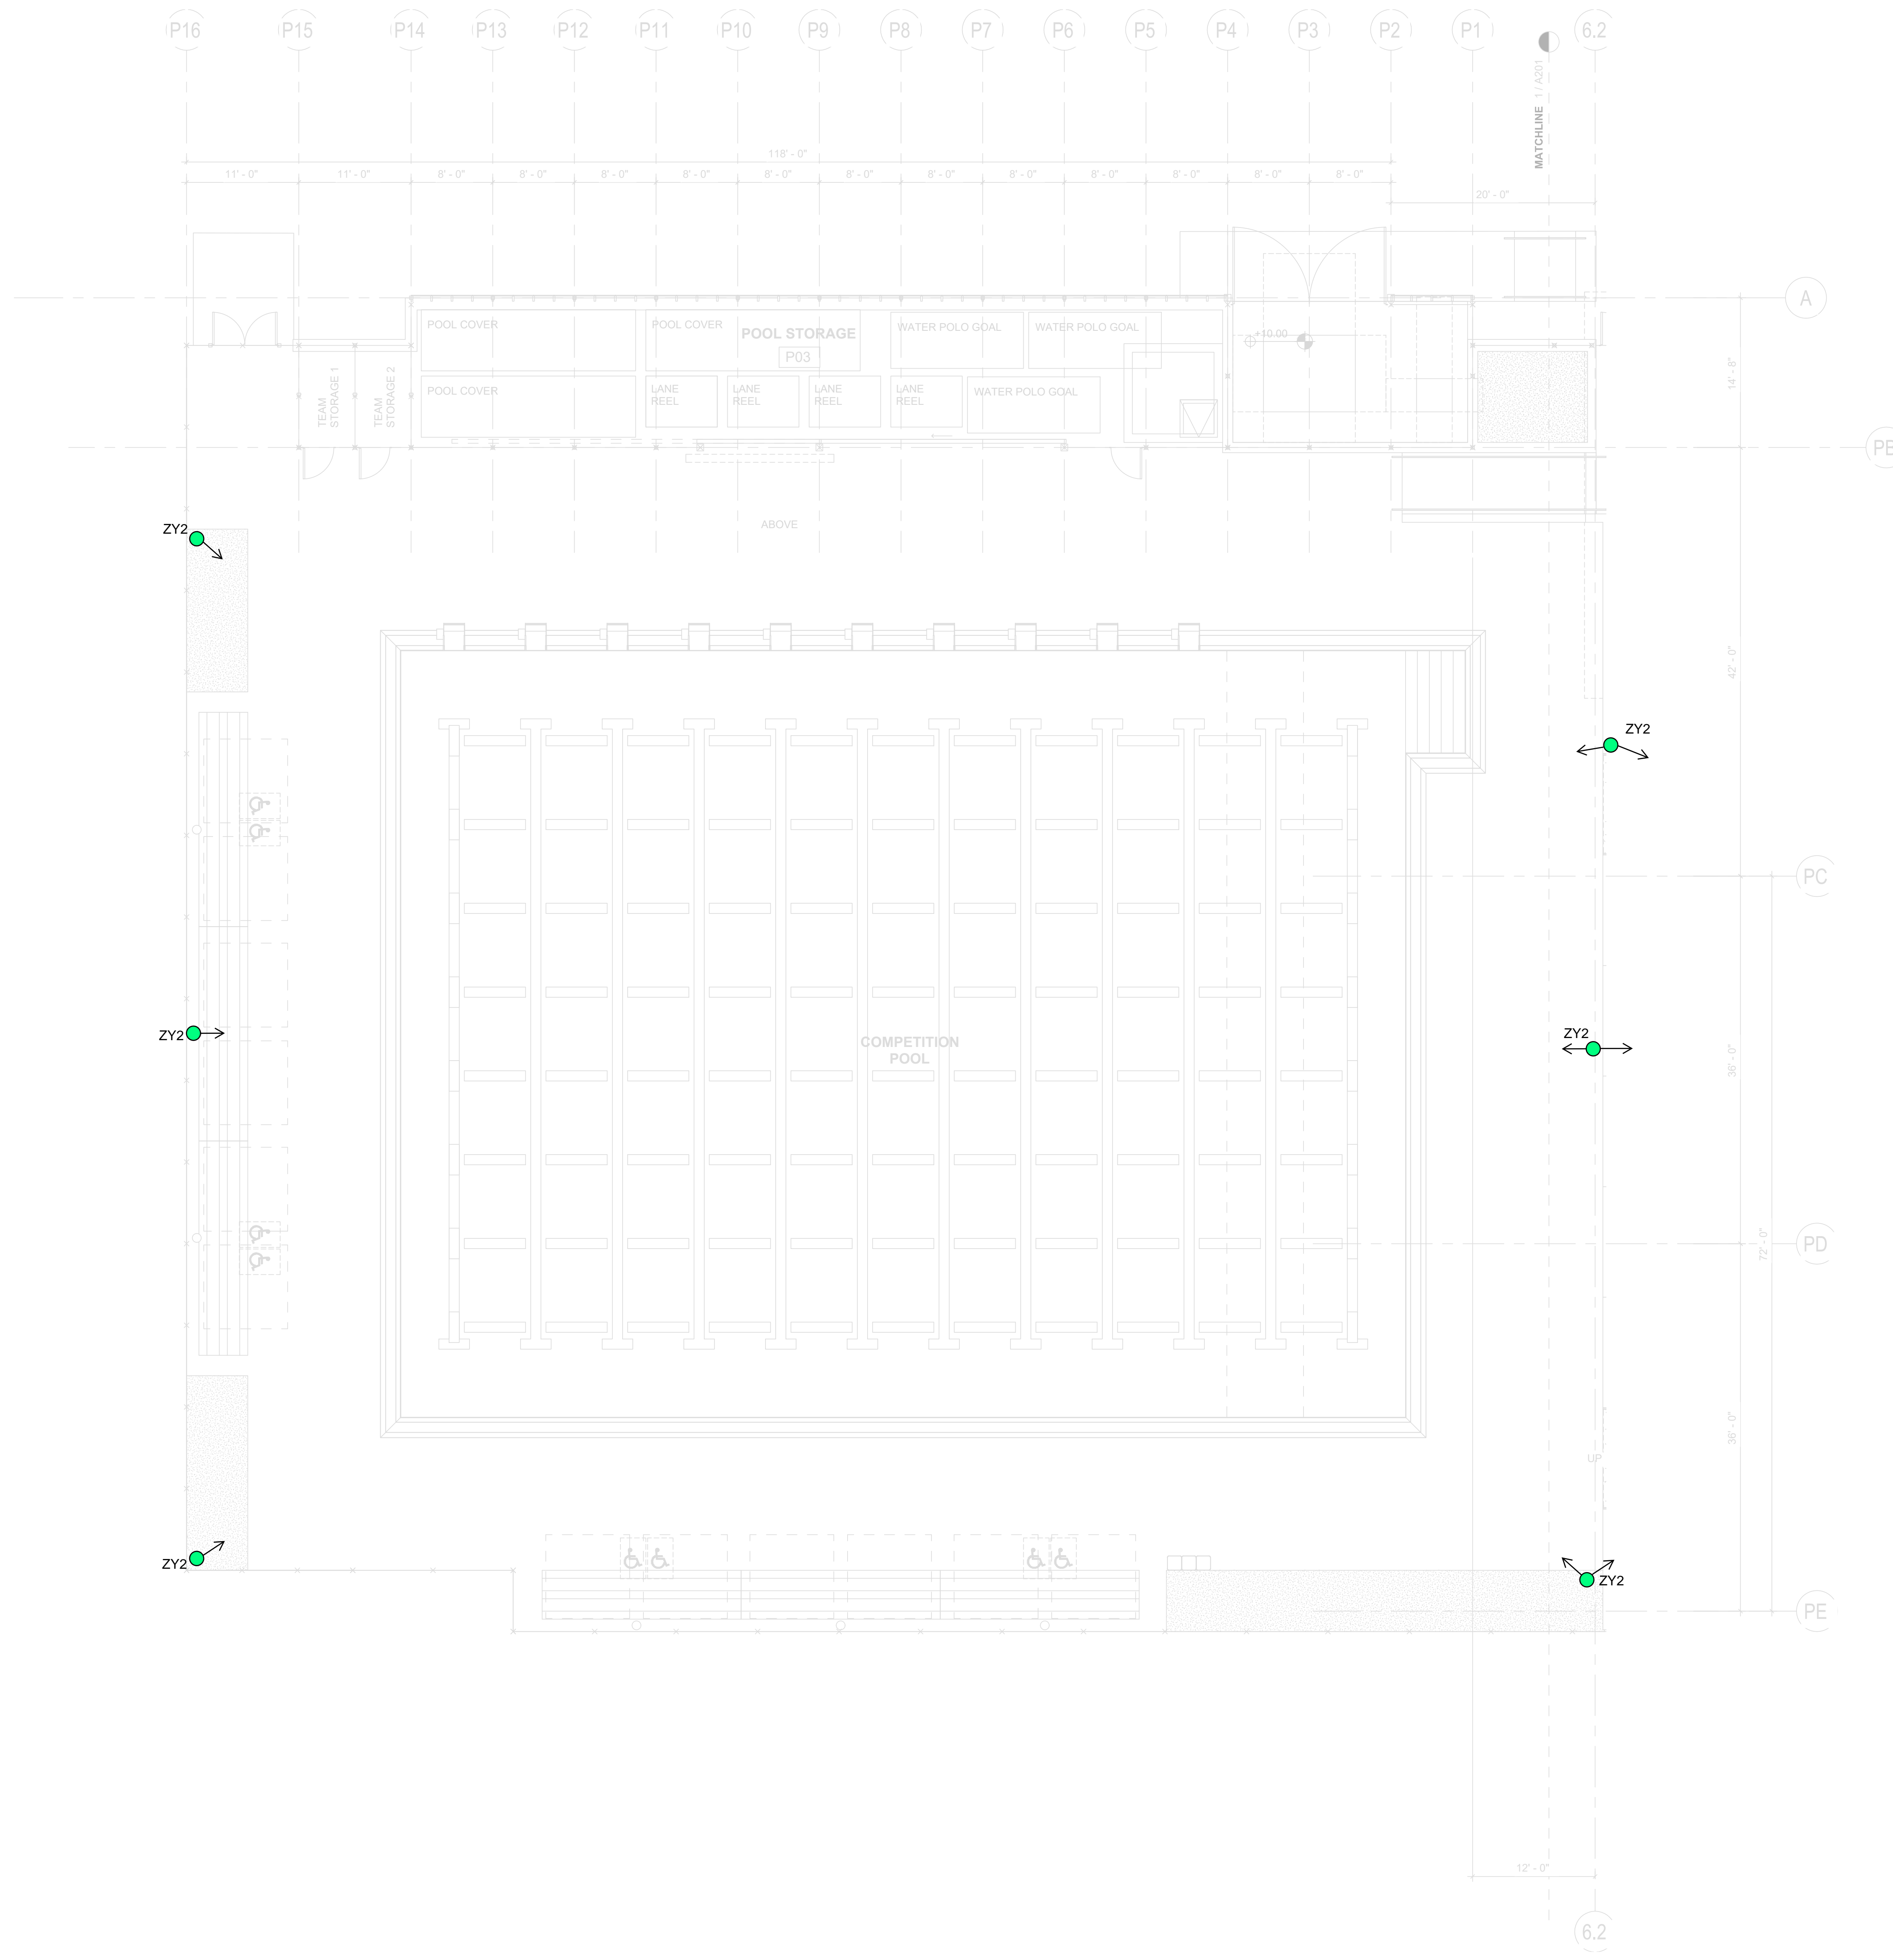 P16 P15 P14 P13 P12 P11 P10 P9 P8 P7 P6 P5 P4 P3 P2 P1 6.2
MATCHLINE 1 / A201
118' - 0"
11' - 0" 11' - 0" 8' - 0" 8' - 0" 8' - 0" 8' - 0" 8' - 0" 8' - 0" 8' - 0" 8' - 0" 8' - 0" 8' - 0" 8' - 0" 8' - 0"
20' - 0"
A
POOL COVER
POOL COVER
POOL STORAGE
P03
WATER POLO GOAL
WATER POLO GOAL
+10.00
14' - 8"
TEAM
STORAGE 1
TEAM
STORAGE 2
POOL COVER
LANE
REEL
LANE
REEL
LANE
REEL
LANE
REEL
WATER POLO GOAL
ABOVE
ZY2
42' - 0"
ZY2
PC
ZY2
COMPETITION
POOL
ZY2
36' - 0"
PD
72' - 0"
36' - 0"
UP
ZY2
ZY2
PE
12' - 0"
6.2